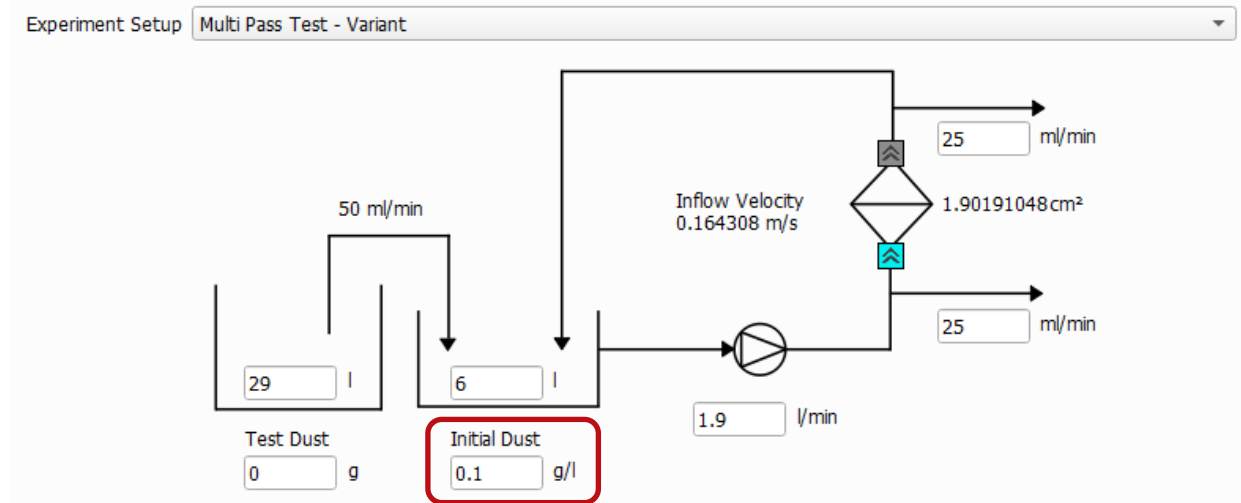 Experiment Setup Multi Pass Test - Variant
25 ml/min
50 ml/min
Inflow Velocity
0.164308 m/s
1.90191048cm²
25 ml/min
29 l
6 l
1.9 l/min
Test Dust
0 g
Initial Dust
0.1 g/l